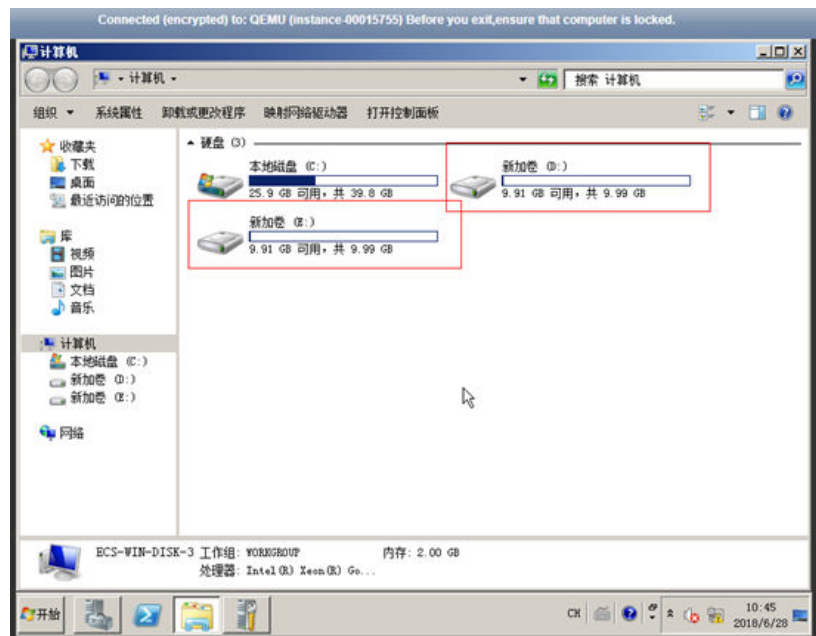 Connected (encrypted) to: QEMU (instance-00015755) Before you exit,ensure that computer is locked.
计算机
计算机
搜索 计算机
组织 系统属性 卸载或更改程序 映射网络驱动器 打开控制面板
收藏夹
下载
桌面
最近访问的位置
库
视频
图片
文档
音乐
计算机
本地磁盘 (C:)
新加卷 (D:)
新加卷 (E:)
网络
硬盘 (3)
本地磁盘 (C:)
25.9 GB 可用，共 39.8 GB
新加卷 (D:)
9.91 GB 可用，共 9.99 GB
新加卷 (E:)
9.91 GB 可用，共 9.99 GB
ECS-WIN-DISK-3 工作组: WORKGROUP 内存: 2.00 GB
处理器: Intel(R) Xeon(R) Go...
开始
CH
10:45
2018/6/28